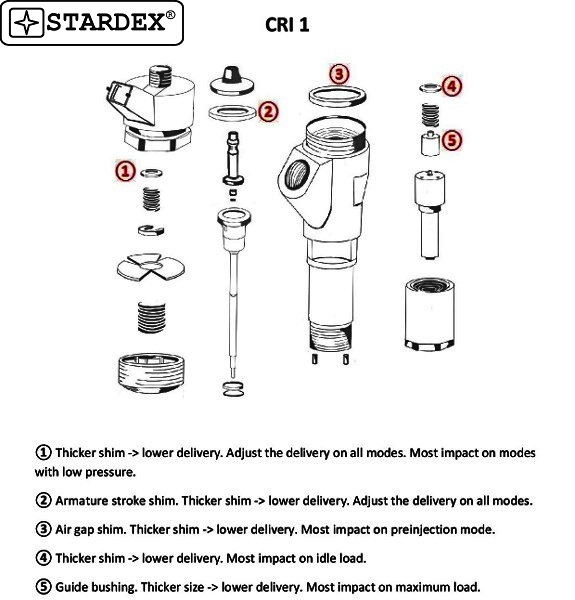 STARDEX®
CRI 1
3
4
2
5
1
① Thicker shim -> lower delivery. Adjust the delivery on all modes. Most impact on modes
with low pressure.
② Armature stroke shim. Thicker shim -> lower delivery. Adjust the delivery on all modes.
③ Air gap shim. Thicker shim -> lower delivery. Most impact on preinjection mode.
④ Thicker shim -> lower delivery. Most impact on idle load.
⑤ Guide bushing. Thicker size -> lower delivery. Most impact on maximum load.